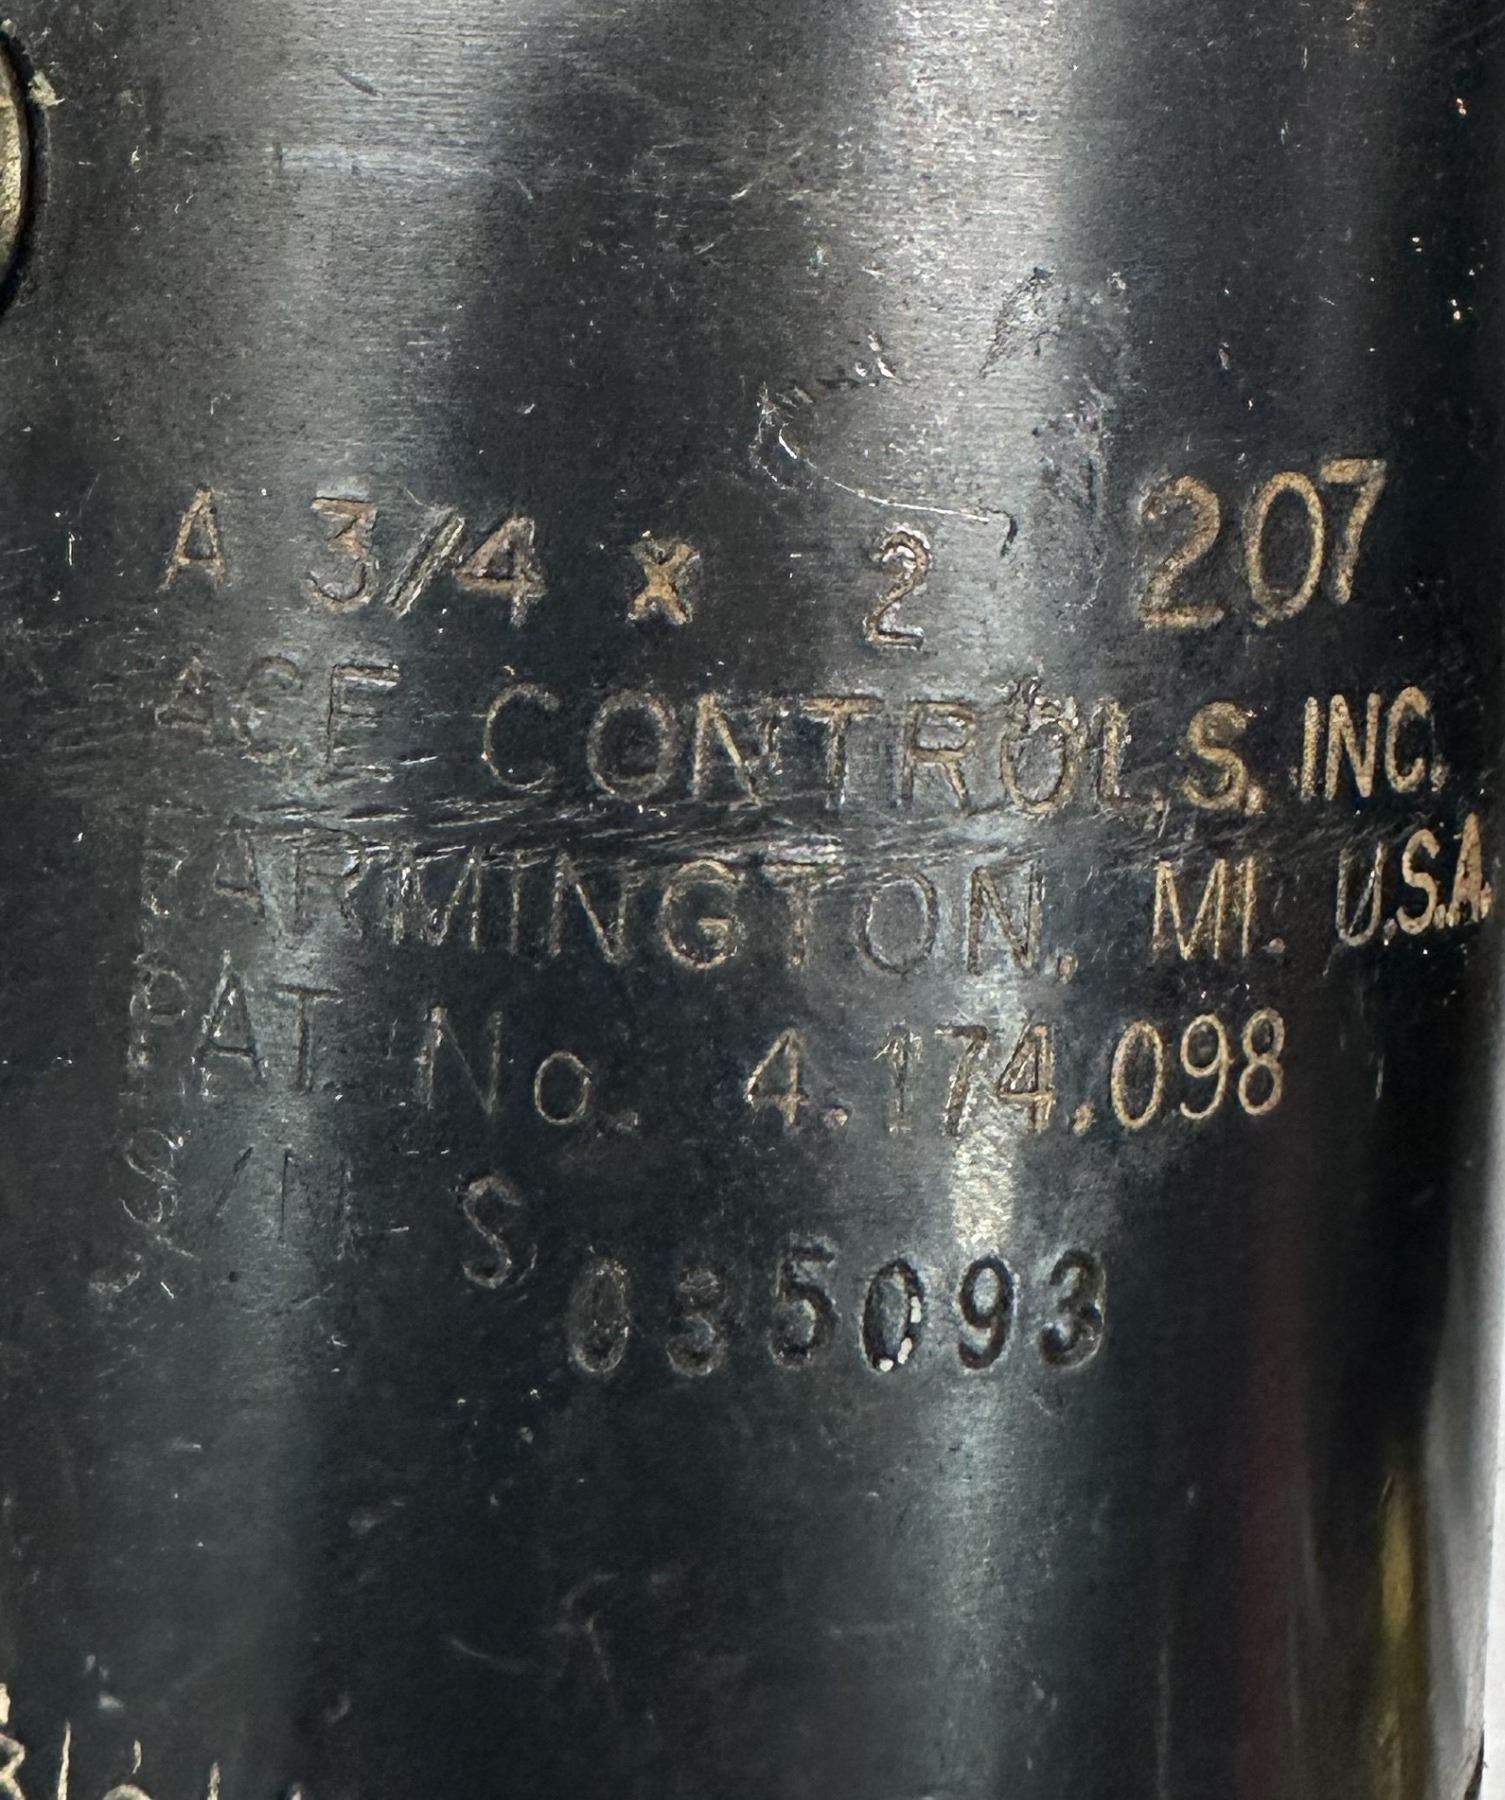 A 3/4 x 2 207
ACE CONTROLS, INC.
FARMINGTON, MI. U.S.A.
PAT No. 4.174,098
S/N S 035093